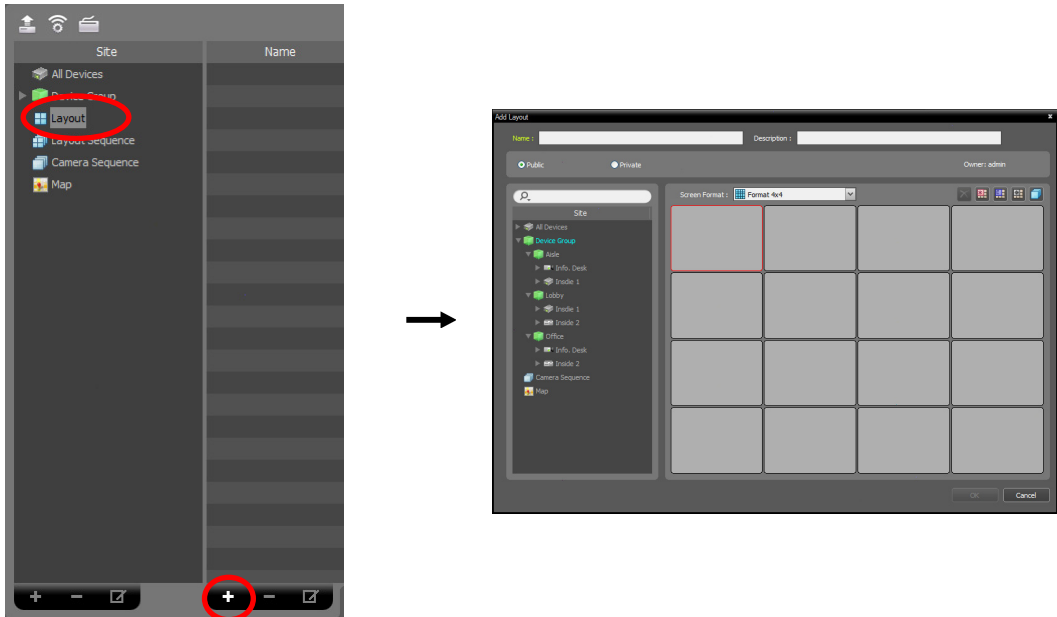 Site
Name
All Devices
Device Group
Layout
Layout Sequence
Camera Sequence
Map
Add Layout
x
Name :
Description :
Public
Private
Owner: admin
Screen Format :
Format 4x4
Site
All Devices
Device Group
Aisle
Info. Desk
Insdie 1
Lobby
Insdie 1
Inside 2
Office
Info. Desk
Inside 2
Camera Sequence
Map
OK
Cancel